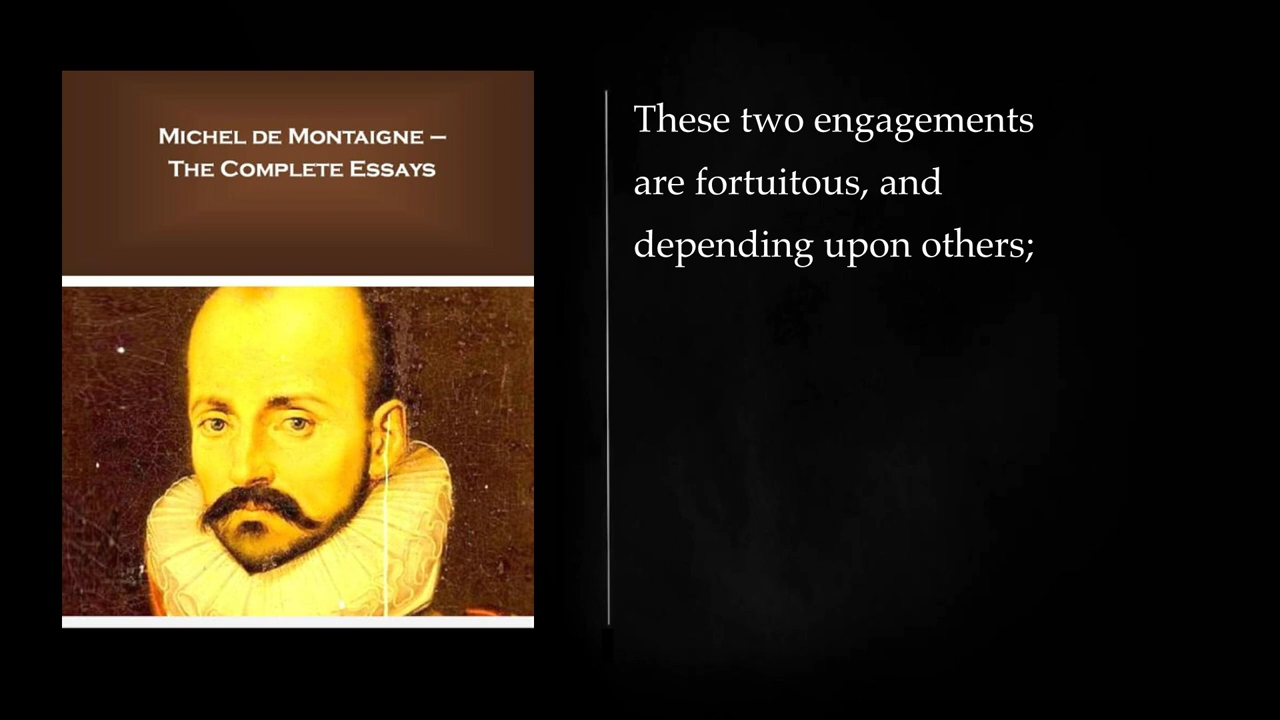 MICHEL DE MONTAIGNE –
THE COMPLETE ESSAYS
These two engagements
are fortuitous, and
depending upon others;